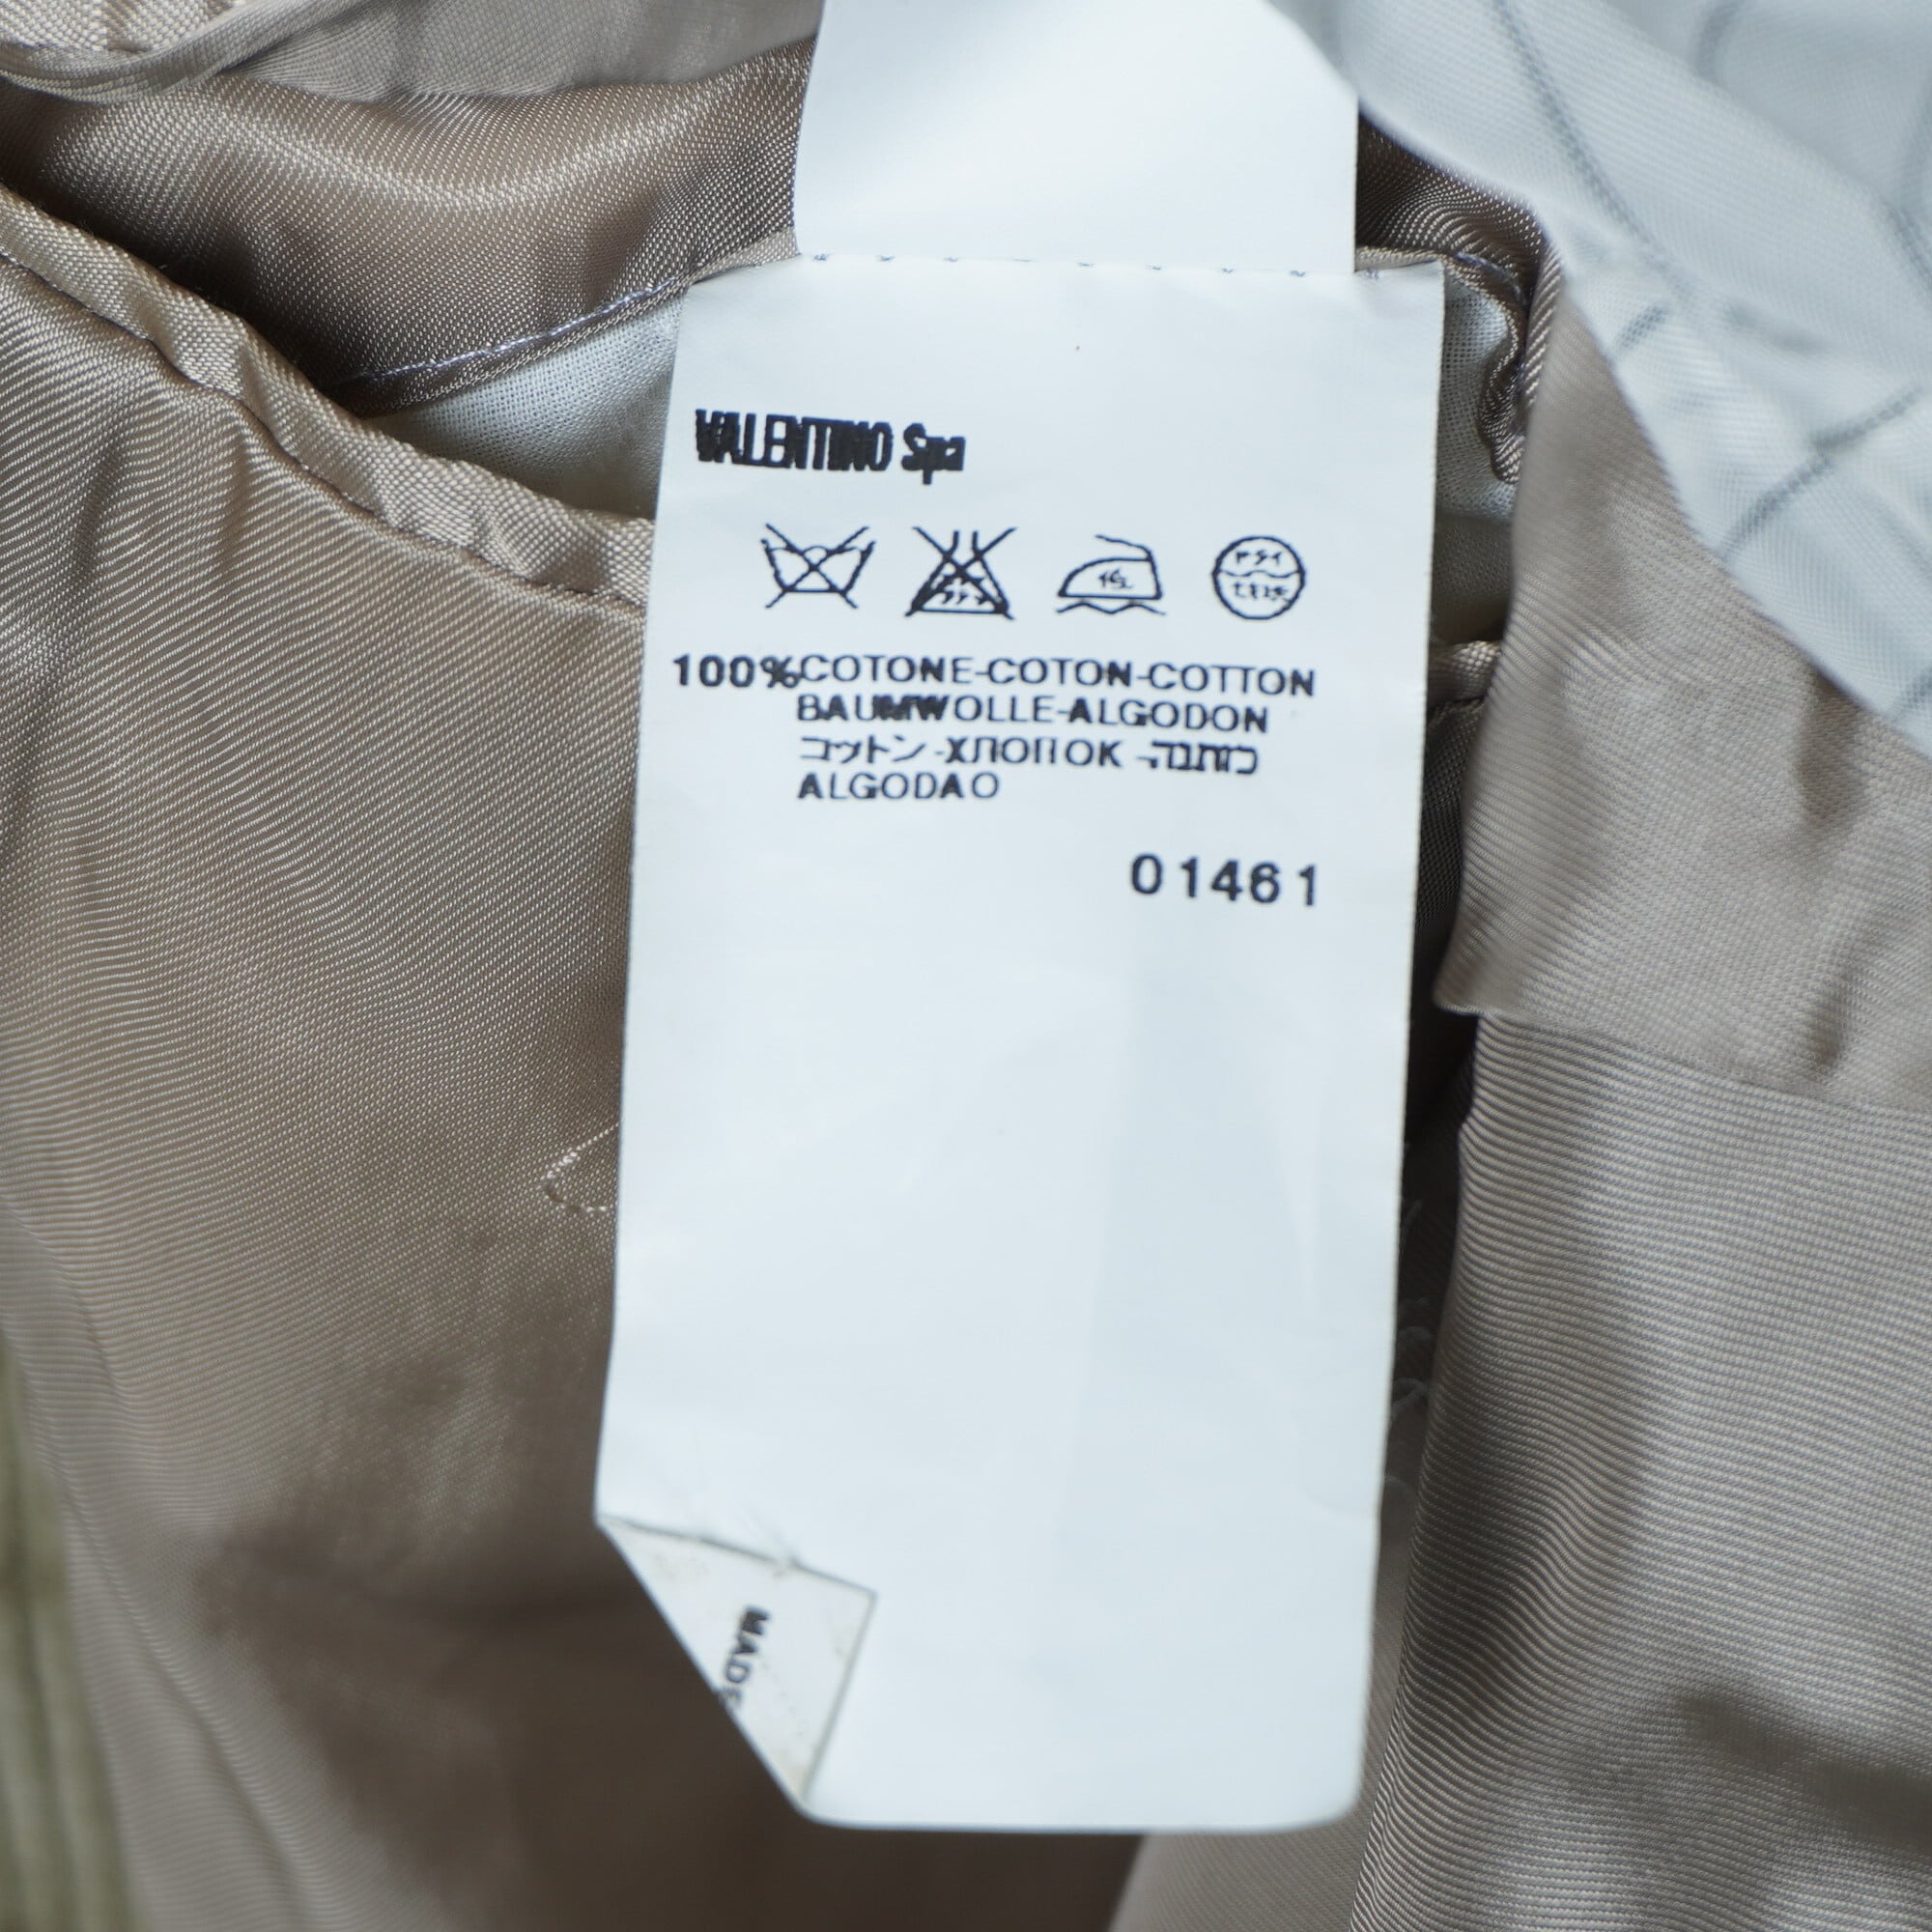 VALENTINO Spa
100%COTONE-COTON-COTTON
BAUMWOLLE-ALGODON
コットン-ХЛОПОК -כותנה
ALGODAO
01461
MADE